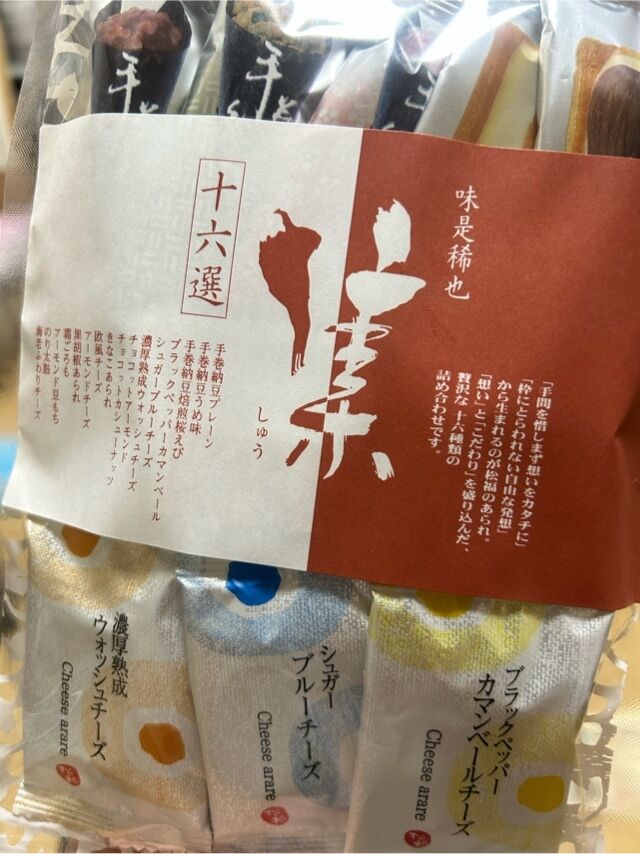 手巻
手
手巻
味是稀也
集
しゅう
十六選
「手間を惜しまず想いをカタチに」
「枠にとらわれない自由な発想」
から生まれるのが松福のあられ。
「想い」と「こだわり」を盛り込んだ、
贅沢な十六種類の
詰め合わせです。
手巻納豆プレーン
手巻納豆うめ味
手巻納豆焙煎桜えび
ブラックペッパーカマンベール
シュガーブルーチーズ
濃厚熟成ウォッシュチーズ
チョコットアーモンド
チョコットカシューナッツ
きなこあられ
欧風チーズ
アーモンドチーズ
黒胡椒あられ
霜ごろも
アーモンド豆もち
のり太鼓
海老ふわりチーズ
濃厚熟成
ウォッシュチーズ
Cheese arare
シュガー
ブルーチーズ
Cheese arare
ブラックペッパー
カマンベールチーズ
Cheese arare